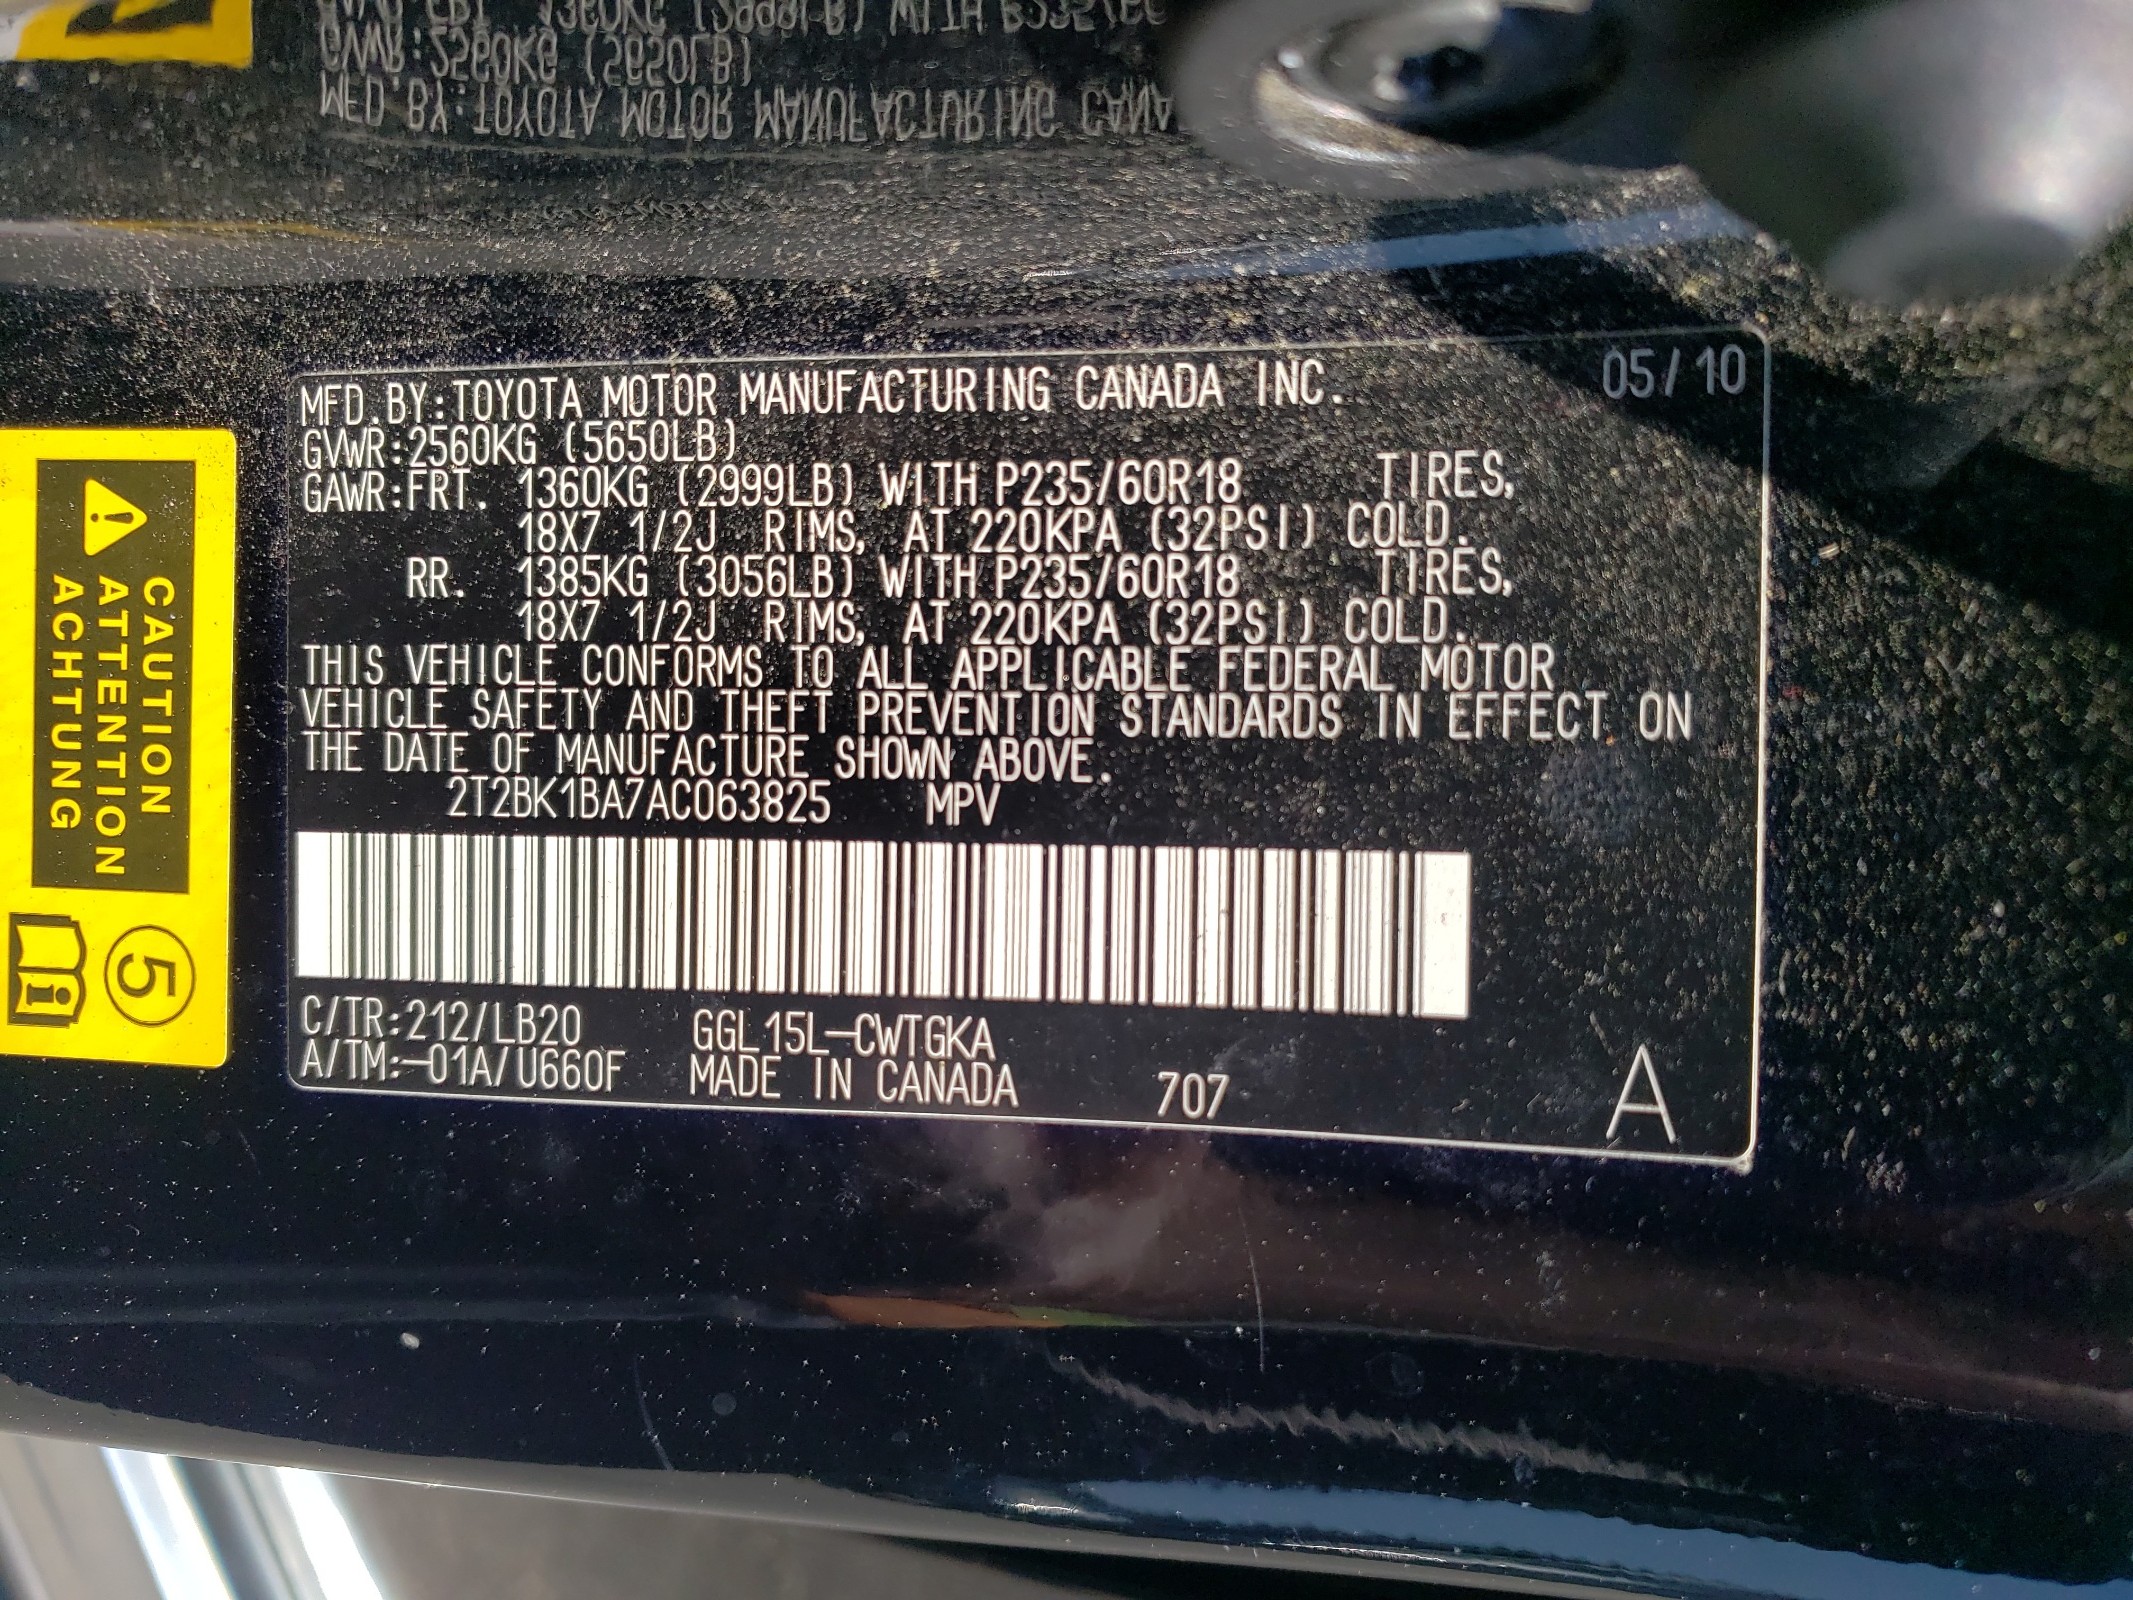 MFD.BY:TOYOTA MOTOR MANUFACTURING CANADA INC. 05/10
GVWR:2560KG (5650LB)
GAWR:FRT. 1360KG (2999LB) WITH P235/60R18 TIRES,
18X7 1/2J RIMS, AT 220KPA (32PSI) COLD.
RR. 1385KG (3056LB) WITH P235/60R18 TIRES,
18X7 1/2J RIMS, AT 220KPA (32PSI) COLD.
THIS VEHICLE CONFORMS TO ALL APPLICABLE FEDERAL MOTOR
VEHICLE SAFETY AND THEFT PREVENTION STANDARDS IN EFFECT ON
THE DATE OF MANUFACTURE SHOWN ABOVE.
2T2BK1BA7AC063825 MPV
C/TR:212/LB20 GGL15L-CWTGKA
A/TM:-01A/U660F MADE IN CANADA 707 A
CAUTION
ATTENTION
ACHTUNG
5